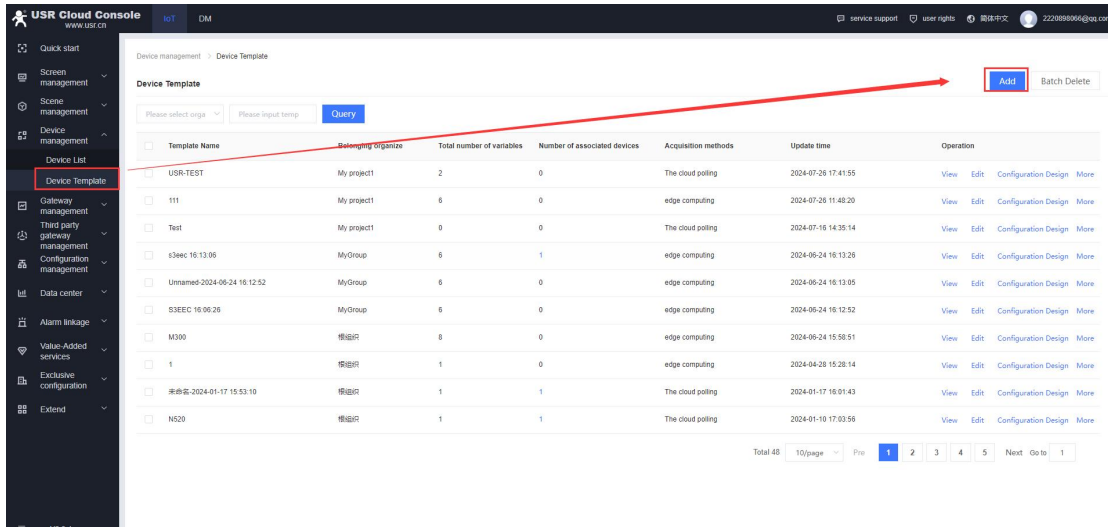 USR Cloud Console
www.usr.cn
IoT
DM
service support
user rights
简体中文
2220898066@qq.com
Quick start
Screen
management
Scene
management
Device
management
Device List
Device Template
Gateway
management
Third party
gateway
management
Configuration
management
Data center
Alarm linkage
Value-Added
services
Exclusive
configuration
Extend
Device management > Device Template
Device Template
Add
Batch Delete
Please select orga
Please input temp
Query
Template Name Belonging organize Total number of variables Number of associated devices Acquisition methods Update time Operation
USR-TEST My project1 2 0 The cloud polling 2024-07-26 17:41:55 View Edit Configuration Design More
111 My project1 6 0 edge computing 2024-07-26 11:48:20 View Edit Configuration Design More
Test My project1 0 0 The cloud polling 2024-07-16 14:35:14 View Edit Configuration Design More
s3eec 16:13:06 MyGroup 6 1 edge computing 2024-06-24 16:13:26 View Edit Configuration Design More
Unnamed-2024-06-24 16:12:52 MyGroup 6 0 edge computing 2024-06-24 16:13:05 View Edit Configuration Design More
S3EEC 16:06:26 MyGroup 6 0 edge computing 2024-06-24 16:12:52 View Edit Configuration Design More
M300 根组织 8 0 edge computing 2024-06-24 15:58:51 View Edit Configuration Design More
1 根组织 1 0 edge computing 2024-04-28 15:28:14 View Edit Configuration Design More
未命名-2024-01-17 15:53:10 根组织 1 1 The cloud polling 2024-01-17 16:01:43 View Edit Configuration Design More
N520 根组织 1 1 The cloud polling 2024-01-10 17:03:56 View Edit Configuration Design More
Total 48 10/page Pre 1 2 3 4 5 Next Go to 1